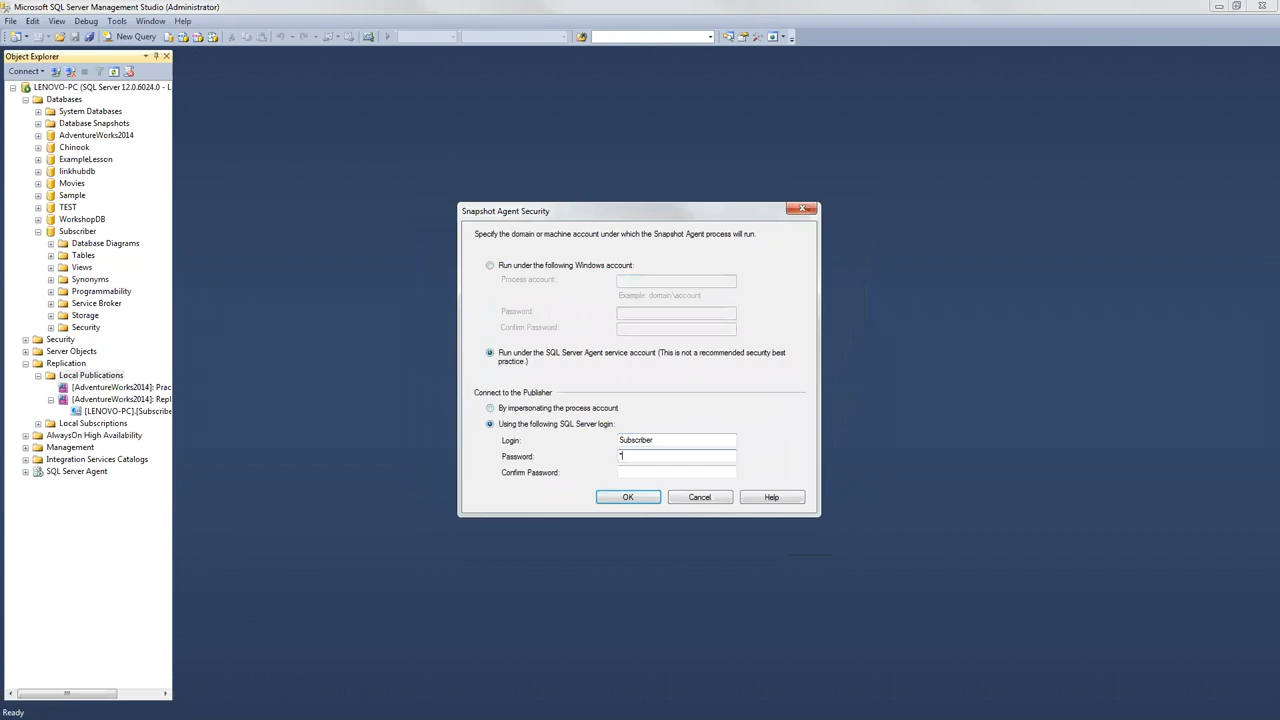 Microsoft SQL Server Management Studio (Administrator)
File Edit View Debug Tools Window Help
New Query
Object Explorer
Connect
LENOVO-PC (SQL Server 12.0.6024.0 - L
Databases
System Databases
Database Snapshots
AdventureWorks2014
Chinook
ExampleLesson
linkhubdb
Movies
Sample
TEST
WorkshopDB
Subscriber
Database Diagrams
Tables
Views
Synonyms
Programmability
Service Broker
Storage
Security
Security
Server Objects
Replication
Local Publications
[AdventureWorks2014]: Prac
[AdventureWorks2014]: Repl
[LENOVO-PC].[Subscribe
Local Subscriptions
AlwaysOn High Availability
Management
Integration Services Catalogs
SQL Server Agent
Snapshot Agent Security
Specify the domain or machine account under which the Snapshot Agent process will run.
Run under the following Windows account:
Process account:
Example: domain\account
Password:
Confirm Password:
Run under the SQL Server Agent service account (This is not a recommended security best
practice.)
Connect to the Publisher
By impersonating the process account
Using the following SQL Server login:
Login: Subscriber
Password: *
Confirm Password:
OK Cancel Help
Ready